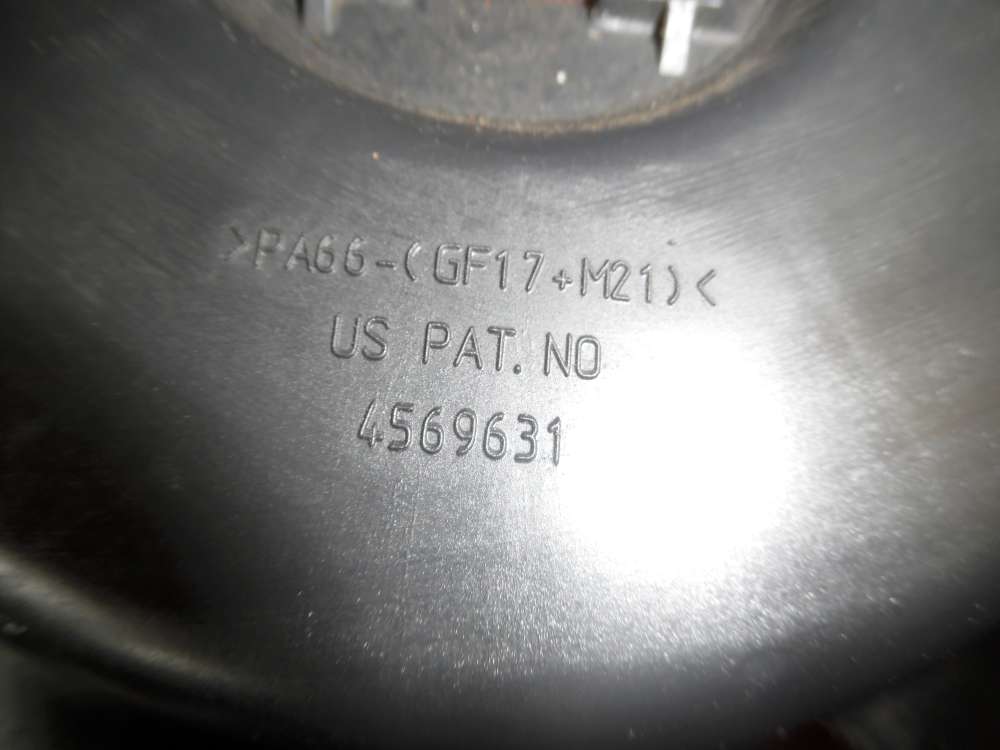 >PA66-(GF17+M21)<
US PAT. NO
4569631